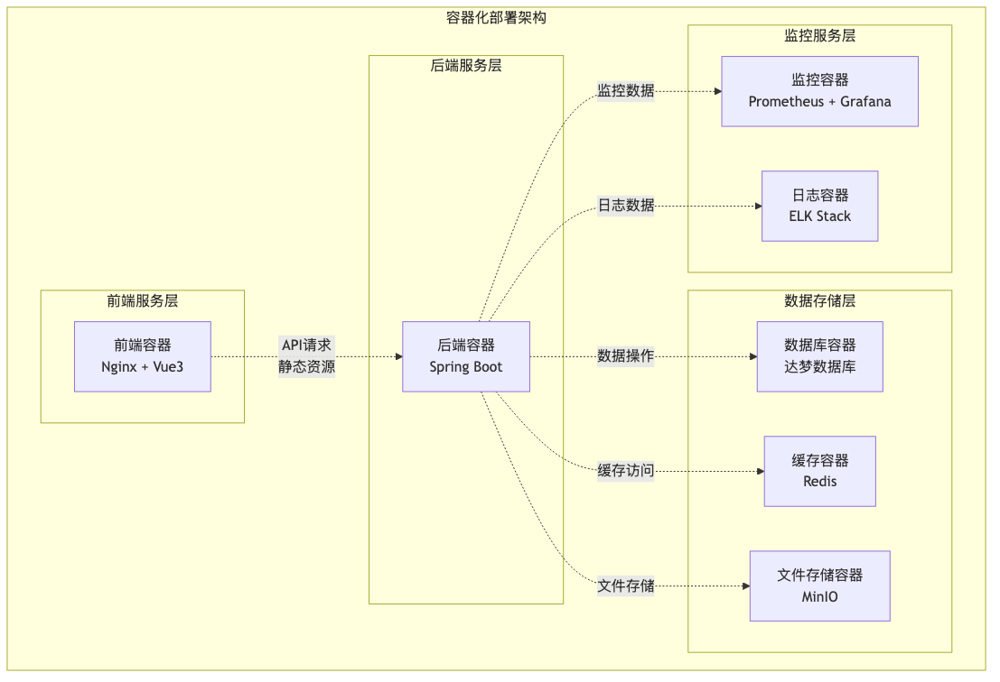 容器化部署架构
监控服务层
后端服务层
监控容器
Prometheus + Grafana
监控数据
日志容器
ELK Stack
日志数据
前端服务层
前端容器
Nginx + Vue3
API请求
静态资源
后端容器
Spring Boot
数据存储层
数据操作
数据库容器
达梦数据库
缓存访问
缓存容器
Redis
文件存储
文件存储容器
MinIO